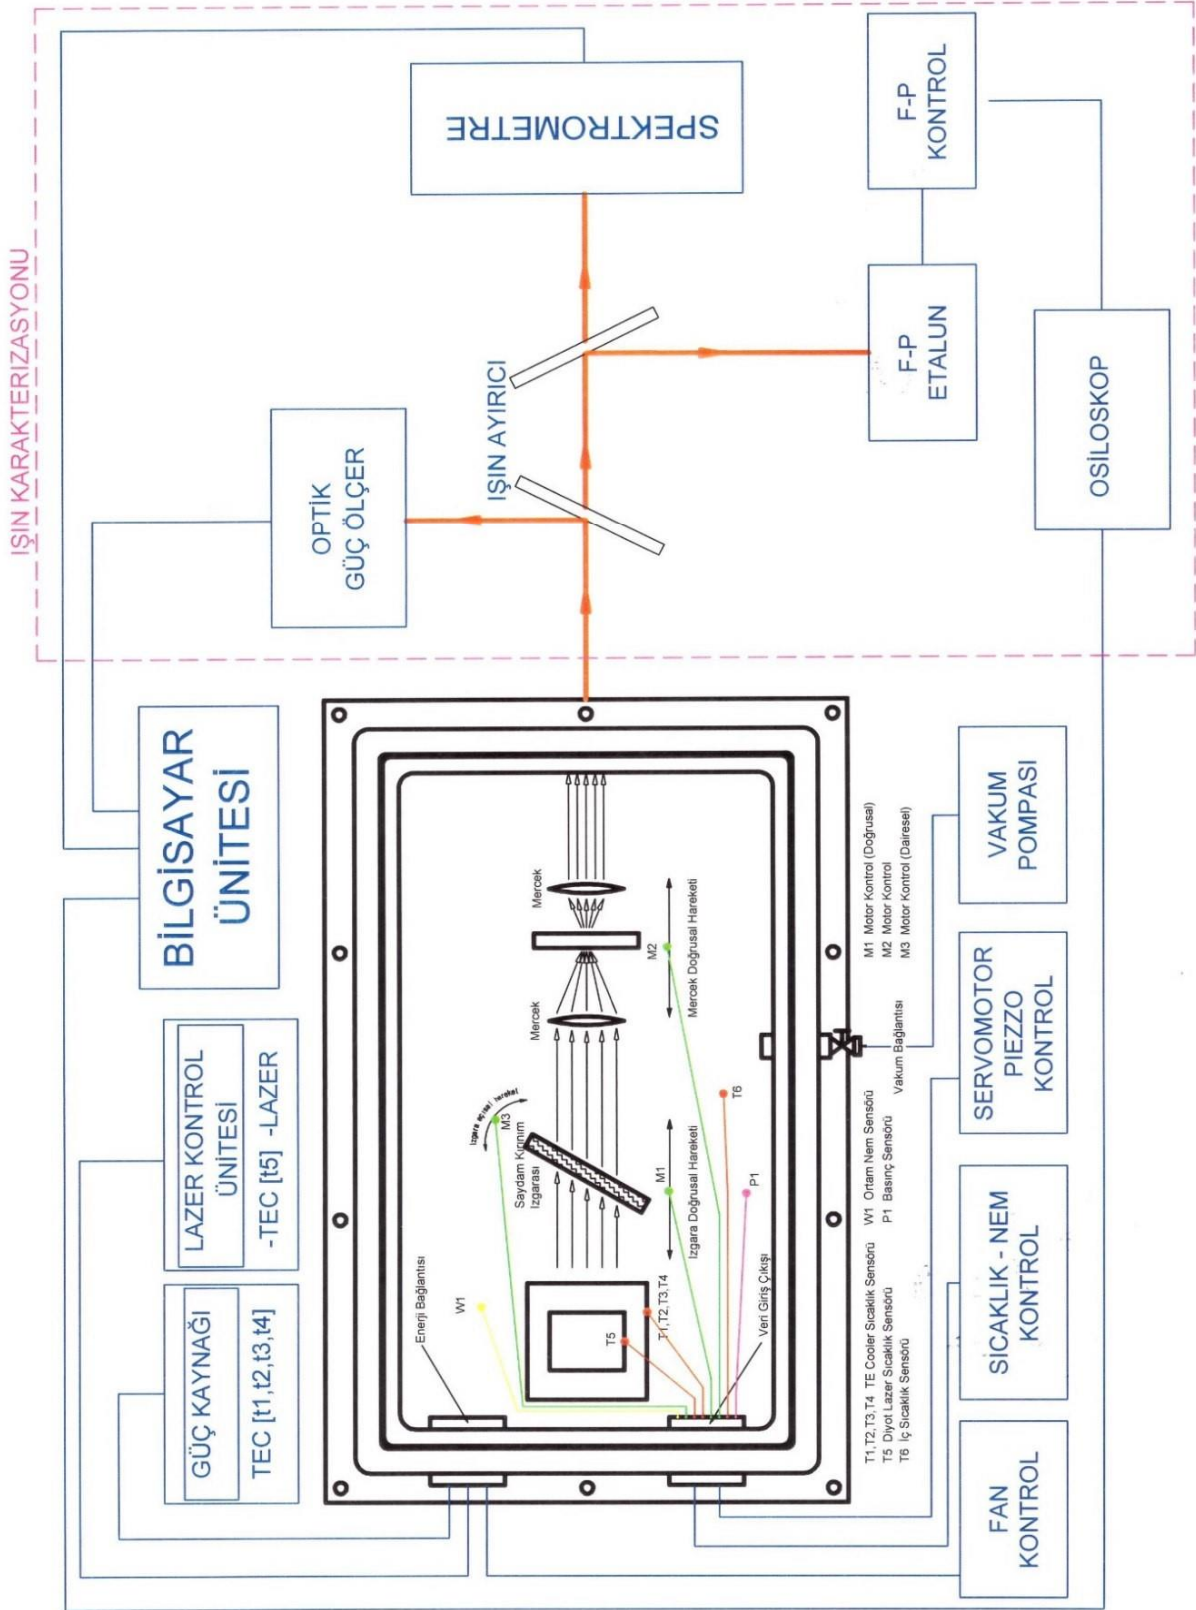 IŞIN KARAKTERIZASYONU
BİLGİSAYAR
ÜNİTESİ
OPTİK
GÜÇ ÖLÇER
SPEKTROMETRE
IŞIN AYIRICI
F-P
ETALUN
F-P
KONTROL
OSİLOSKOP
GÜÇ KAYNAĞI
TEC [t1,t2,t3,t4]
LAZER KONTROL
ÜNİTESİ
-TEC [t5] -LAZER
Enerji Bağlantısı
W1
Saydam Kırınım
Izgarası
Izgara açısal hareket
M3
Mercek
Mercek
T5
T1,T2,T3,T4
M1
Izgara Doğrusal Hareketi
M2
Mercek Doğrusal Hareketi
T6
P1
Veri Giriş Çıkışı
T1,T2,T3,T4 TE Cooler Sıcaklık Sensörü
T5 Diyot Lazer Sıcaklık Sensörü
T6 İç Sıcaklık Sensörü
W1 Ortam Nem Sensörü
P1 Basınç Sensörü
Vakum Bağlantısı
M1 Motor Kontrol (Doğrusal)
M2 Motor Kontrol
M3 Motor Kontrol (Dairesel)
FAN
KONTROL
SICAKLIK - NEM
KONTROL
SERVOMOTOR
PIEZZO
KONTROL
VAKUM
POMPASI